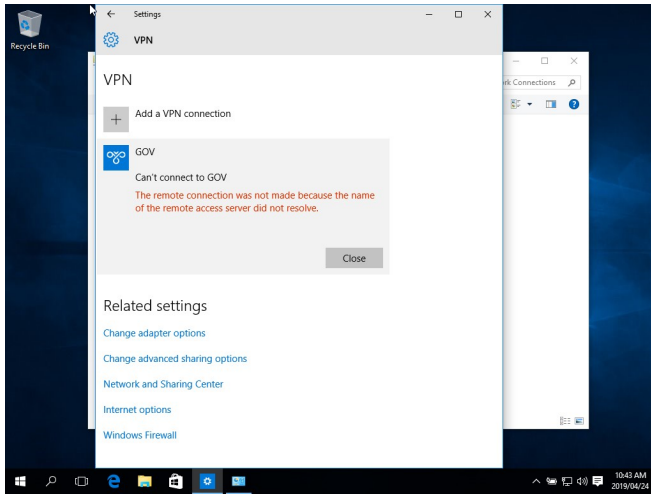 Recycle Bin
Settings
VPN
VPN
Add a VPN connection
GOV
Can't connect to GOV
The remote connection was not made because the name
of the remote access server did not resolve.
Close
Related settings
Change adapter options
Change advanced sharing options
Network and Sharing Center
Internet options
Windows Firewall
Connections
10:43 AM
2019/04/24